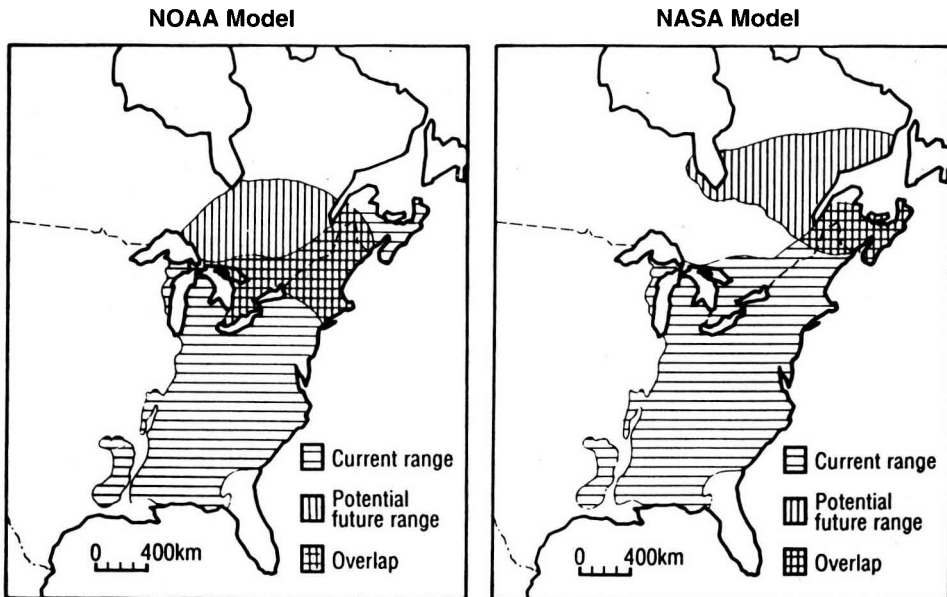 NOAA Model
NASA Model
Current range
Potential
future range
Overlap
0 400km
Current range
Potential
future range
Overlap
0 400km